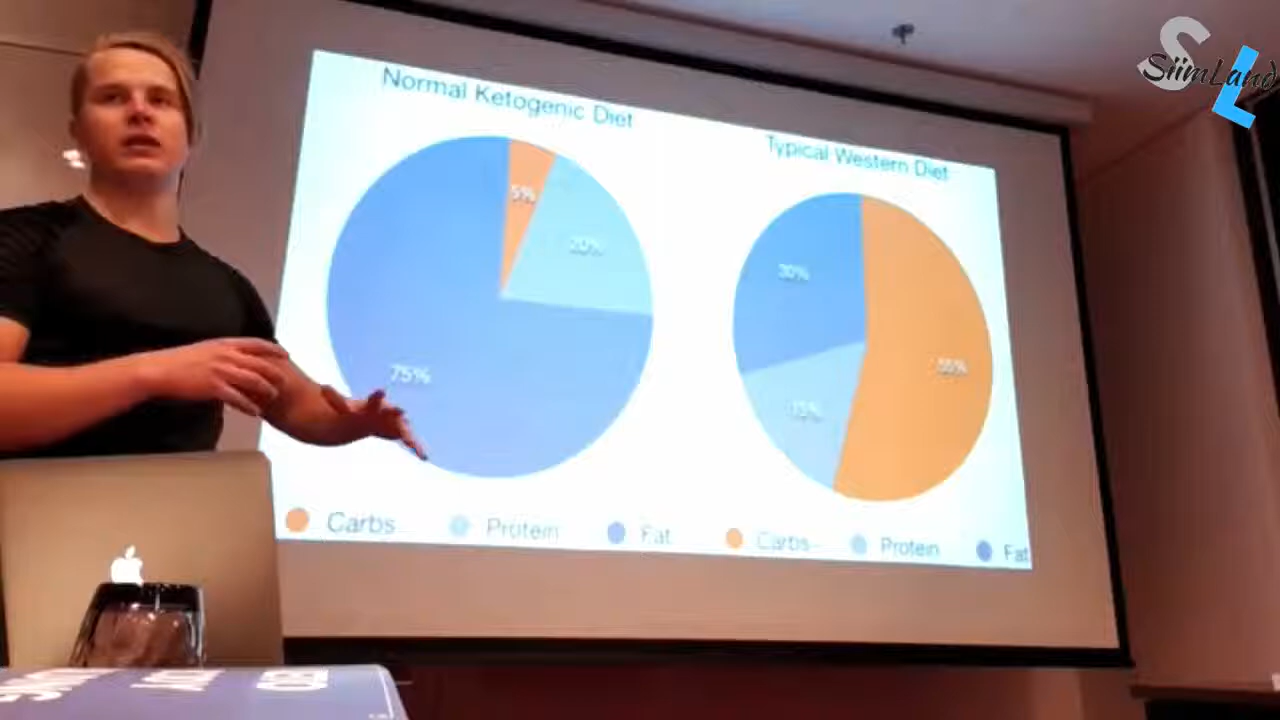 SiimLand
Normal Ketogenic Diet
5%
20%
75%
Carbs
Protein
Fat
Typical Western Diet
30%
55%
15%
Carbs
Protein
Fat